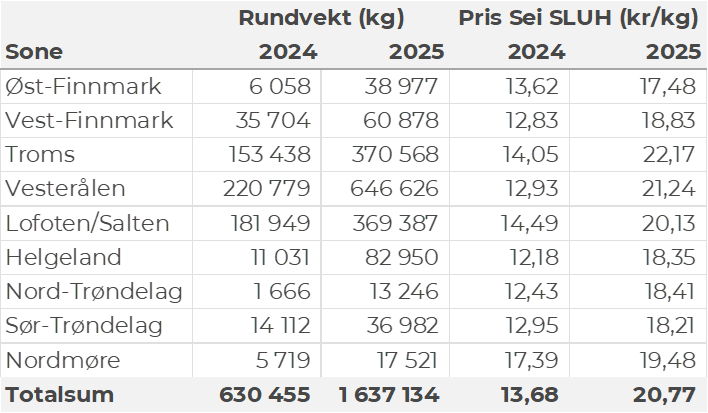 Rundvekt (kg) Pris Sei SLUH (kr/kg)
Sone 2024 2025 2024 2025
Øst-Finnmark 6 058 38 977 13,62 17,48
Vest-Finnmark 35 704 60 878 12,83 18,83
Troms 153 438 370 568 14,05 22,17
Vesterålen 220 779 646 626 12,93 21,24
Lofoten/Salten 181 949 369 387 14,49 20,13
Helgeland 11 031 82 950 12,18 18,35
Nord-Trøndelag 1 666 13 246 12,43 18,41
Sør-Trøndelag 14 112 36 982 12,95 18,21
Nordmøre 5 719 17 521 17,39 19,48
Totalsum 630 455 1 637 134 13,68 20,77